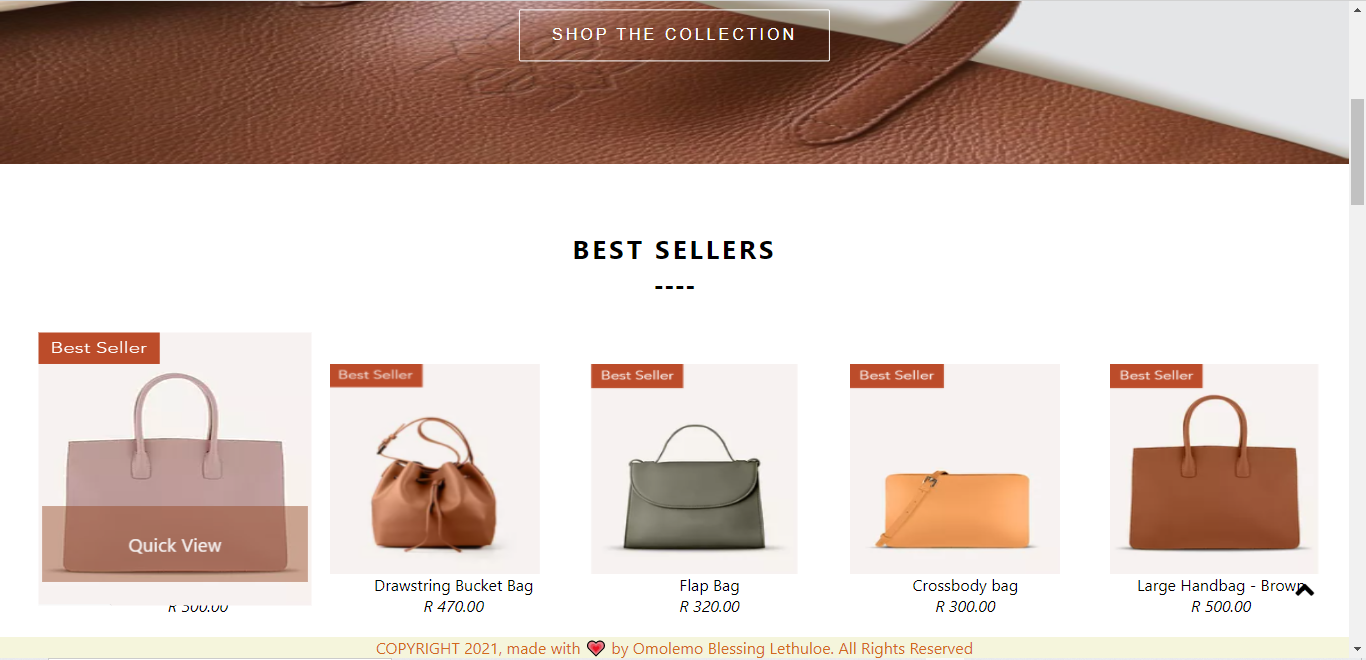 SHOP THE COLLECTION
BEST SELLERS
----
Best Seller
Best Seller
Best Seller
Best Seller
Best Seller
Quick View
Drawstring Bucket Bag
Flap Bag
Crossbody bag
Large Handbag - Brown
R 500.00
R 470.00
R 320.00
R 300.00
R 500.00
COPYRIGHT 2021, made with 💗 by Omolemo Blessing Lethuloe. All Rights Reserved